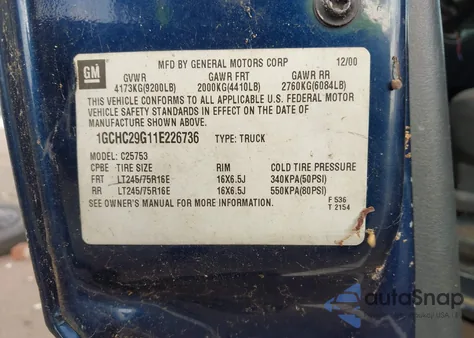 GM
MFD BY GENERAL MOTORS CORP 12/00
GVWR GAWR FRT GAWR RR
4173KG(9200LB) 2000KG(4410LB) 2760KG(6084LB)
THIS VEHICLE CONFORMS TO ALL APPLICABLE U.S. FEDERAL MOTOR
VEHICLE SAFETY STANDARDS IN EFFECT ON THE DATE OF
MANUFACTURE SHOWN ABOVE.
1GCHC29G11E226736 TYPE: TRUCK
MODEL: C25753
CPE TIRE SIZE RIM COLD TIRE PRESSURE
FRT LT245/75R16E 16X6.5J 340KPA(50PSI)
RR LT245/75R16E 16X6.5J 550KPA(80PSI)
SEE OWNER'S MANUAL FOR MORE INFORMATION.
F 536
T 2154
autoSnap